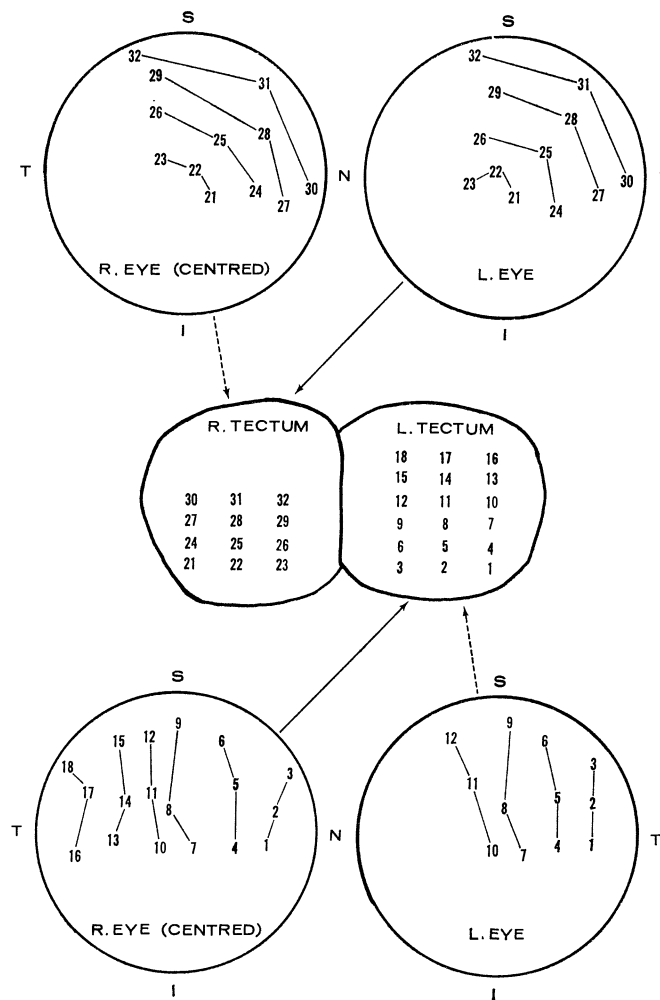 S
32
29
31
26
25
28
23
22
24
30
21
27
T
R. EYE (CENTRED)
I
S
32
31
29
28
26
25
22
23
21
24
27
30
N
L. EYE
I
R. TECTUM
30 31 32
27 28 29
24 25 26
21 22 23
L. TECTUM
18 17 16
15 14 13
12 11 10
9 8 7
6 5 4
3 2 1
S
18
15
12
9
6
3
17
14
11
8
5
2
16
13
10
7
4
1
T
R. EYE (CENTRED)
I
S
12
9
6
3
11
8
5
2
10
7
4
1
N
T
L. EYE
I